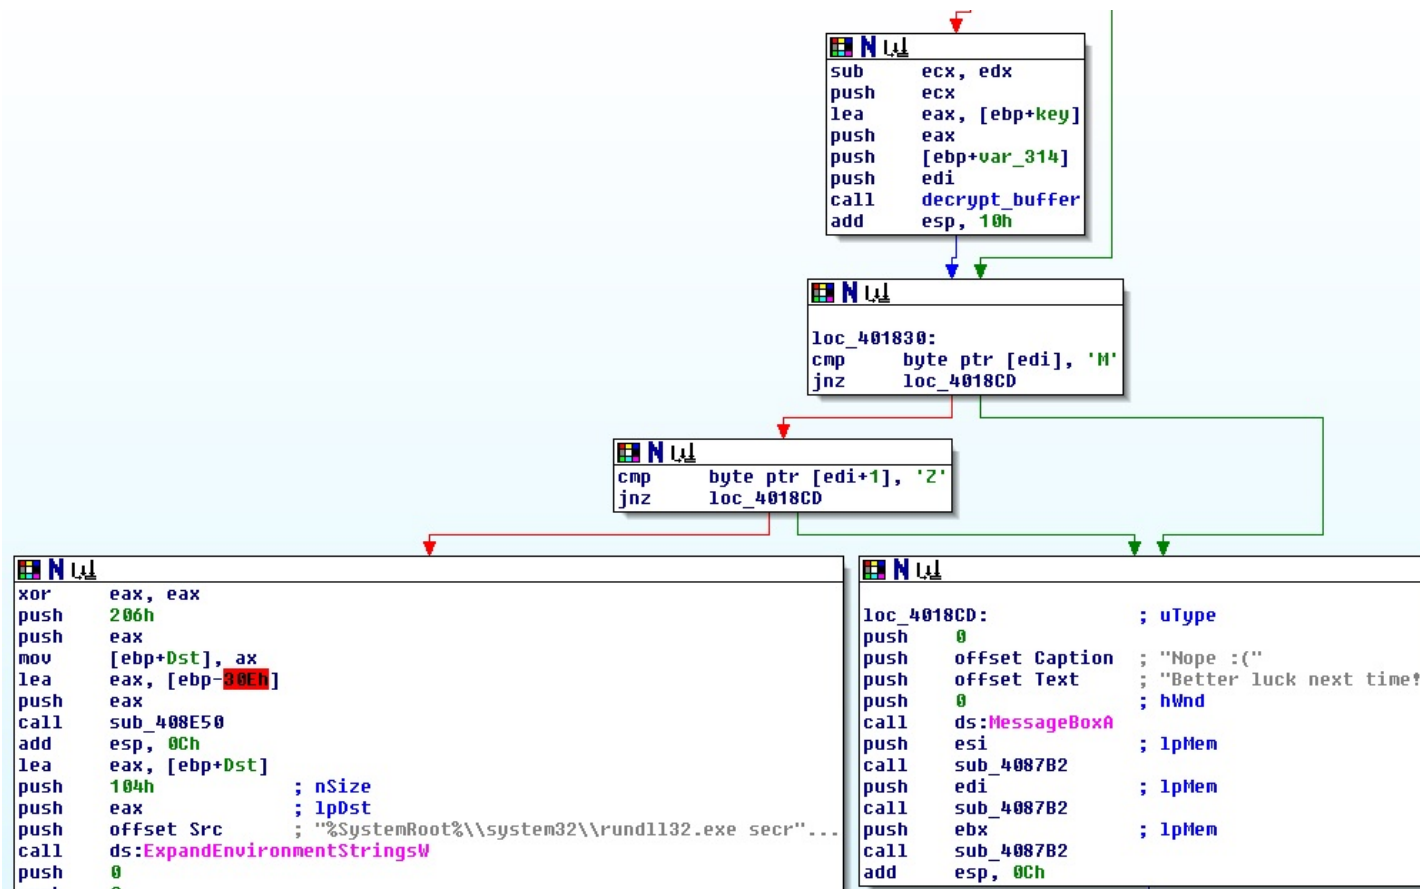 sub ecx, edx
push ecx
lea eax, [ebp+key]
push eax
push [ebp+var_314]
push edi
call decrypt_buffer
add esp, 10h
loc_401830:
cmp byte ptr [edi], 'M'
jnz loc_4018CD
cmp byte ptr [edi+1], 'Z'
jnz loc_4018CD
xor eax, eax
push 206h
push eax
mov [ebp+Dst], ax
lea eax, [ebp-30Eh]
push eax
call sub_408E50
add esp, 0Ch
lea eax, [ebp+Dst]
push 104h ; nSize
push eax ; lpDst
push offset Src ; "%SystemRoot%\\system32\\rundll32.exe secr"...
call ds:ExpandEnvironmentStringsW
push 0
loc_4018CD: ; uType
push 0
push offset Caption ; "Nope :("
push offset Text ; "Better luck next time!
push 0 ; hWnd
call ds:MessageBoxA
push esi ; lpMem
call sub_4087B2
push edi ; lpMem
call sub_4087B2
push ebx ; lpMem
call sub_4087B2
add esp, 0Ch